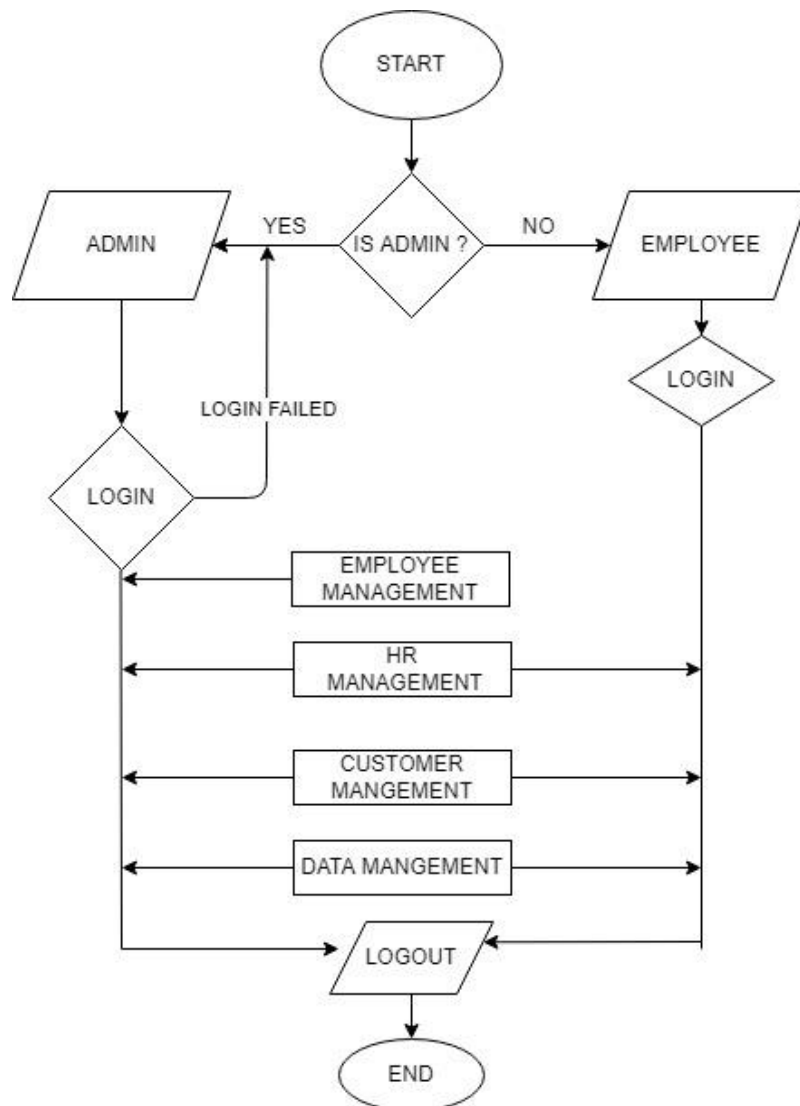 START
IS ADMIN ?
YES
NO
ADMIN
EMPLOYEE
LOGIN
LOGIN FAILED
LOGIN
EMPLOYEE
MANAGEMENT
HR
MANAGEMENT
CUSTOMER
MANGEMENT
DATA MANGEMENT
LOGOUT
END